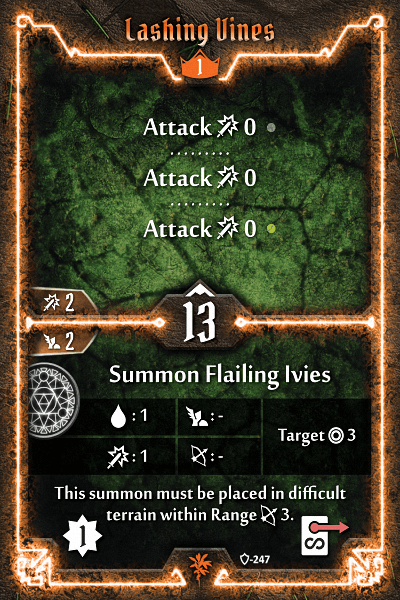 Lashing Vines
1
Attack 0
Attack 0
Attack 0
2
13
2
Summon Flailing Ivies
: 1 : -
Target 3
: 1 : -
This summon must be placed in difficult
terrain within Range 3.
1
S
-247